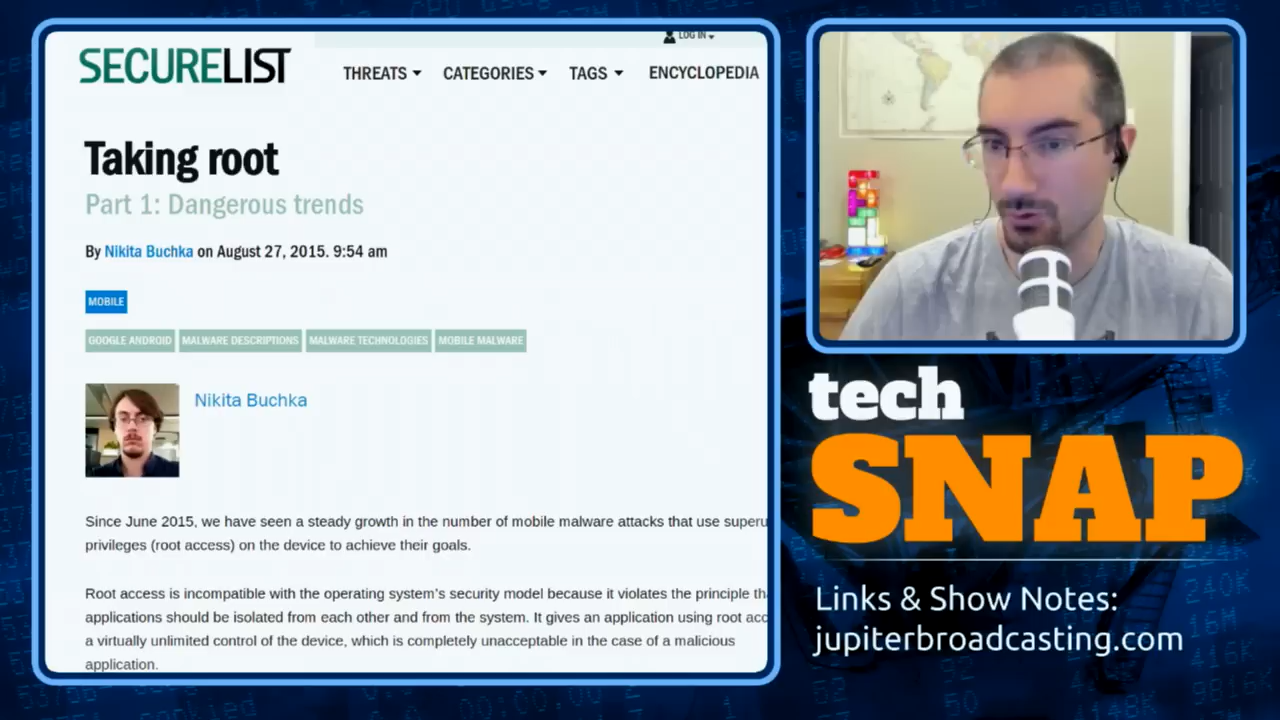 LOG IN
SECURELIST
THREATS CATEGORIES TAGS ENCYCLOPEDIA
Taking root
Part 1: Dangerous trends
By Nikita Buchka on August 27, 2015. 9:54 am
MOBILE
GOOGLE ANDROID MALWARE DESCRIPTIONS MALWARE TECHNOLOGIES MOBILE MALWARE
Nikita Buchka
Since June 2015, we have seen a steady growth in the number of mobile malware attacks that use superu
privileges (root access) on the device to achieve their goals.
Root access is incompatible with the operating system's security model because it violates the principle tha
applications should be isolated from each other and from the system. It gives an application using root acc
a virtually unlimited control of the device, which is completely unacceptable in the case of a malicious
application.
tech
SNAP
Links & Show Notes:
jupiterbroadcasting.com